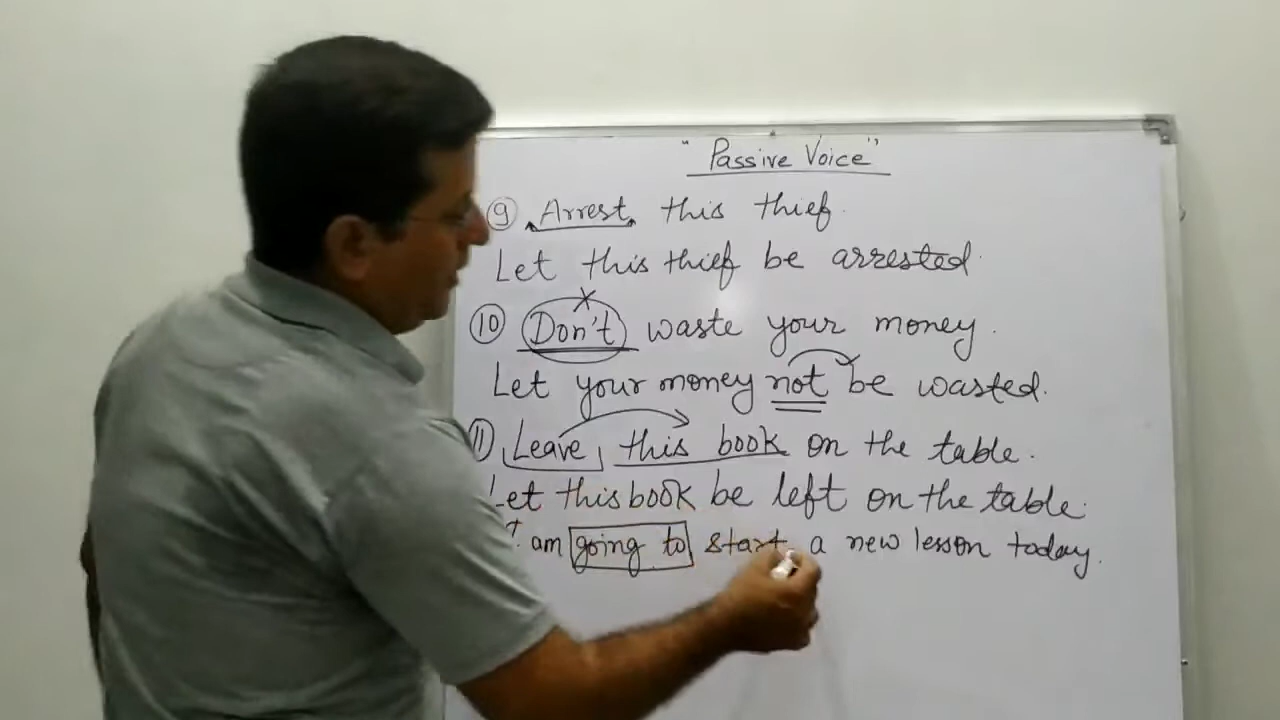 "Passive Voice"
⑨ Arrest this thief.
Let this thief be arrested.
⑩ Don't waste your money.
Let your money not be wasted.
⑪ Leave this book on the table.
Let this book be left on the table.
I am going to start a new lesson today.